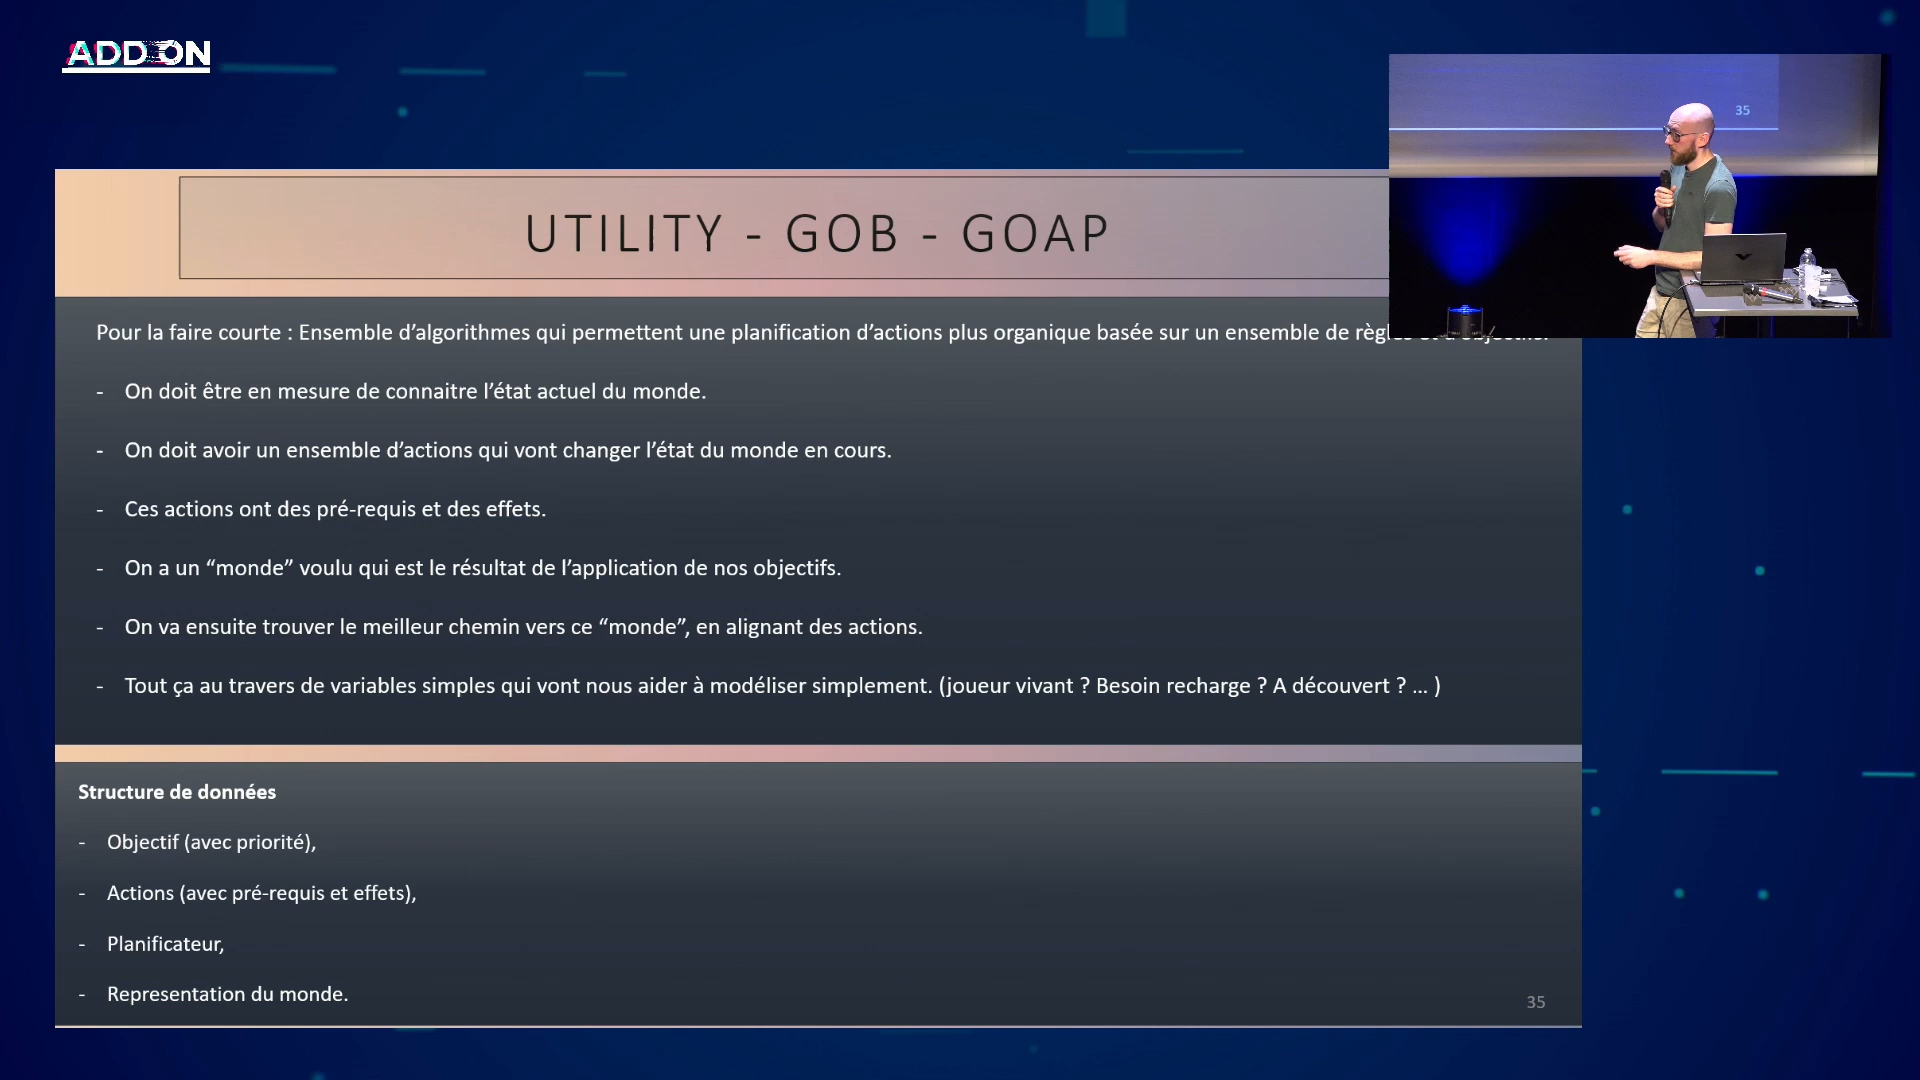 ADD ON
35
UTILITY - GOB - GOAP
Pour la faire courte : Ensemble d’algorithmes qui permettent une planification d’actions plus organique basée sur un ensemble de règles et d’objectifs.
- On doit être en mesure de connaitre l’état actuel du monde.
- On doit avoir un ensemble d’actions qui vont changer l’état du monde en cours.
- Ces actions ont des pré-requis et des effets.
- On a un “monde” voulu qui est le résultat de l’application de nos objectifs.
- On va ensuite trouver le meilleur chemin vers ce “monde”, en alignant des actions.
- Tout ça au travers de variables simples qui vont nous aider à modéliser simplement. (joueur vivant ? Besoin recharge ? A découvert ? ... )
Structure de données
- Objectif (avec priorité),
- Actions (avec pré-requis et effets),
- Planificateur,
- Representation du monde.
35